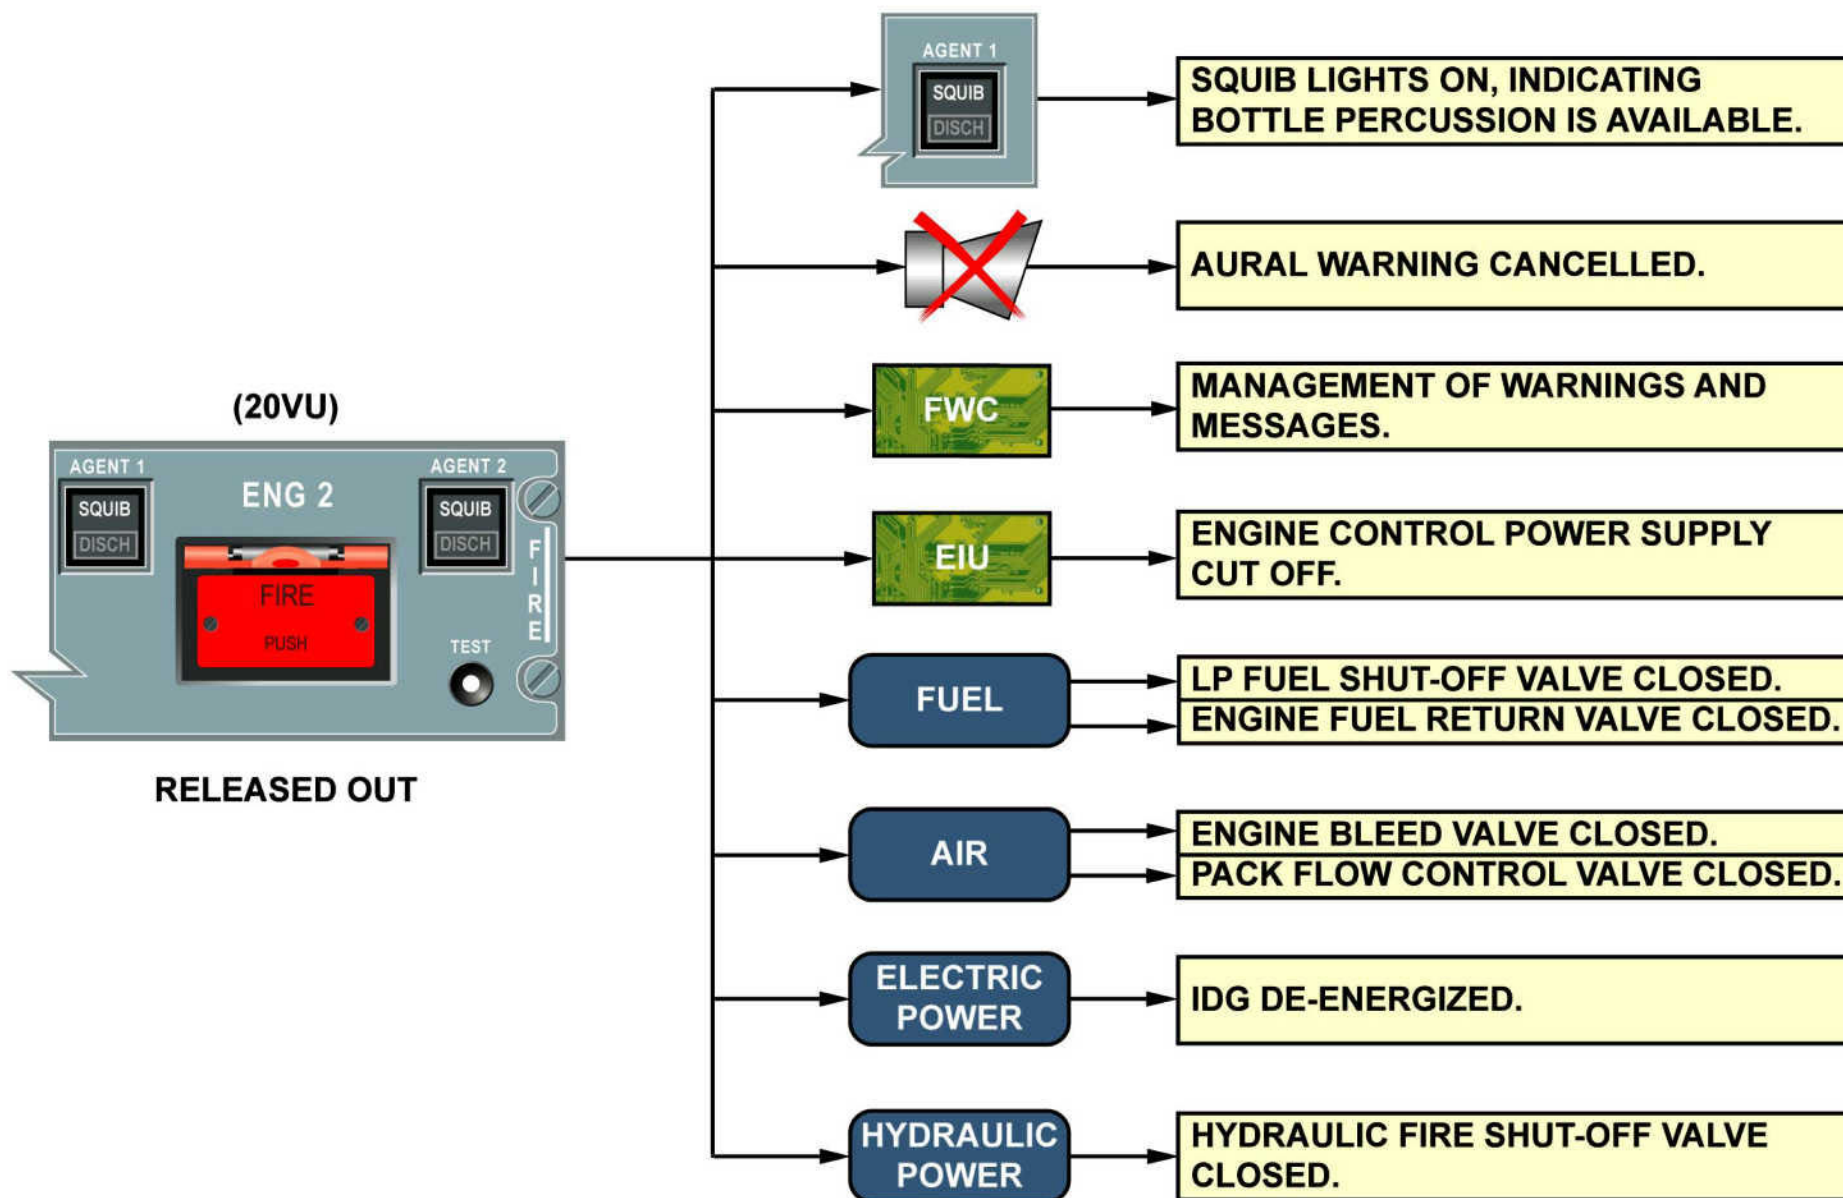 (20VU)
AGENT 1
SQUIB
DISCH
ENG 2
AGENT 2
SQUIB
DISCH
FIRE
FIRE
PUSH
TEST
RELEASED OUT
AGENT 1
SQUIB
DISCH
SQUIB LIGHTS ON, INDICATING
BOTTLE PERCUSSION IS AVAILABLE.
AURAL WARNING CANCELLED.
FWC
MANAGEMENT OF WARNINGS AND
MESSAGES.
EIU
ENGINE CONTROL POWER SUPPLY
CUT OFF.
FUEL
LP FUEL SHUT-OFF VALVE CLOSED.
ENGINE FUEL RETURN VALVE CLOSED.
AIR
ENGINE BLEED VALVE CLOSED.
PACK FLOW CONTROL VALVE CLOSED.
ELECTRIC
POWER
IDG DE-ENERGIZED.
HYDRAULIC
POWER
HYDRAULIC FIRE SHUT-OFF VALVE
CLOSED.